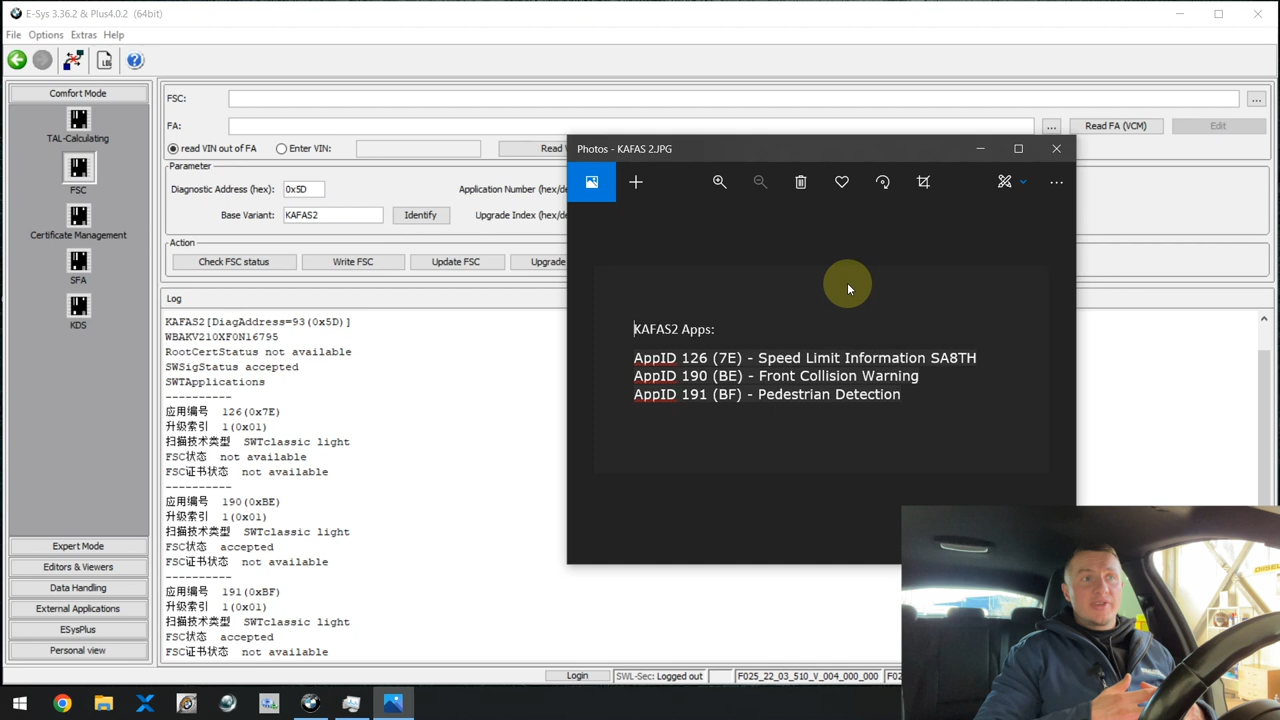 E-Sys 3.36.2 & Plus4.0.2 (64bit)
File Options Extras Help
Comfort Mode
TAL-Calculating
FSC
Certificate Management
SFA
KDS
Expert Mode
Editors & Viewers
Data Handling
External Applications
ESysPlus
Personal view
FSC:
FA:
Read FA (VCM)
Edit
read VIN out of FA
Enter VIN:
Parameter
Diagnostic Address (hex): 0x5D
Base Variant: KAFAS2
Identify
Upgrade Index (hex/de
Action
Check FSC status
Write FSC
Update FSC
Upgrade
Log
KAFAS2[DiagAddress=93(0x5D)]
WBAKV210XF0N16795
RootCertStatus not available
SWSigStatus accepted
SWTApplications
----------
应用编号 126(0x7E)
升级索引 1(0x01)
扫描技术类型 SWTclassic light
FSC状态 not available
FSC证书状态 not available
----------
应用编号 190(0xBE)
升级索引 1(0x01)
扫描技术类型 SWTclassic light
FSC状态 accepted
FSC证书状态 not available
----------
应用编号 191(0xBF)
升级索引 1(0x01)
扫描技术类型 SWTclassic light
FSC状态 accepted
FSC证书状态 not available
Login
SWL-Sec: Logged out
F025_22_03_510_V_004_000_000
Photos - KAFAS 2.JPG
KAFAS2 Apps:
AppID 126 (7E) - Speed Limit Information SA8TH
AppID 190 (BE) - Front Collision Warning
AppID 191 (BF) - Pedestrian Detection